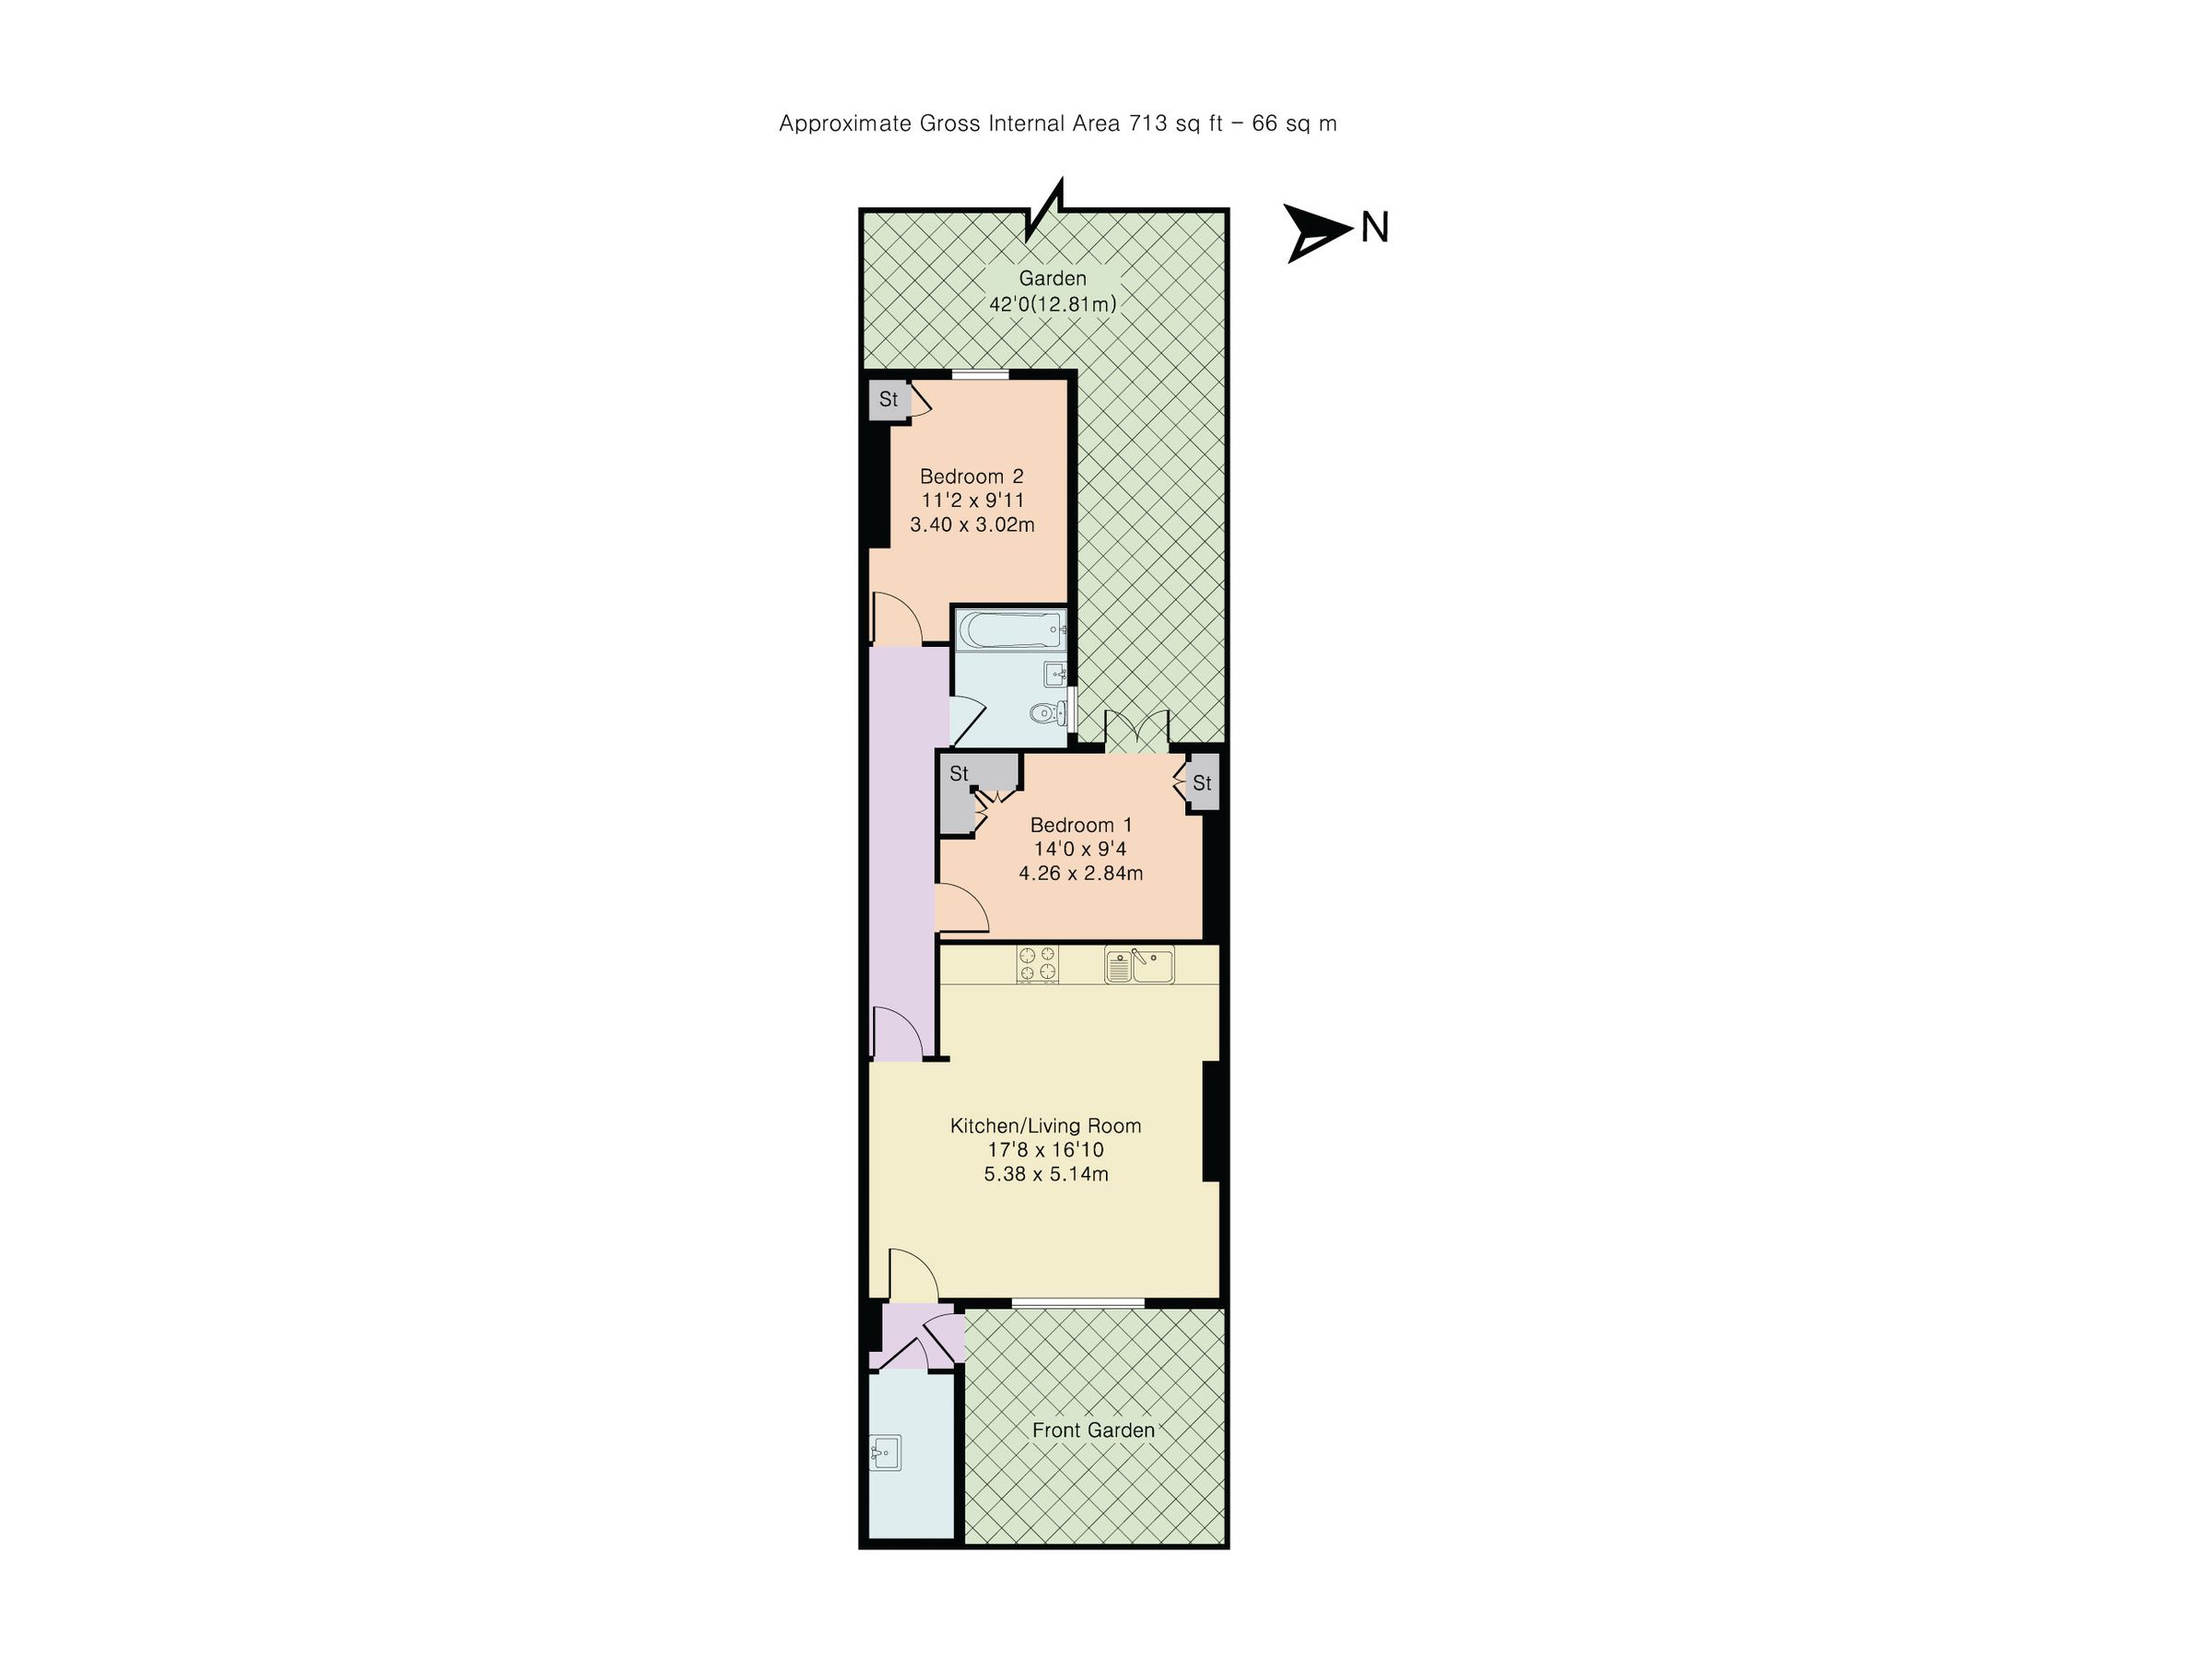 Approximate Gross Internal Area 713 sq ft - 66 sq m
N
Garden
42'0(12.81m)
St
Bedroom 2
11'2 x 9'11
3.40 x 3.02m
St
St
Bedroom 1
14'0 x 9'4
4.26 x 2.84m
Kitchen/Living Room
17'8 x 16'10
5.38 x 5.14m
Front Garden